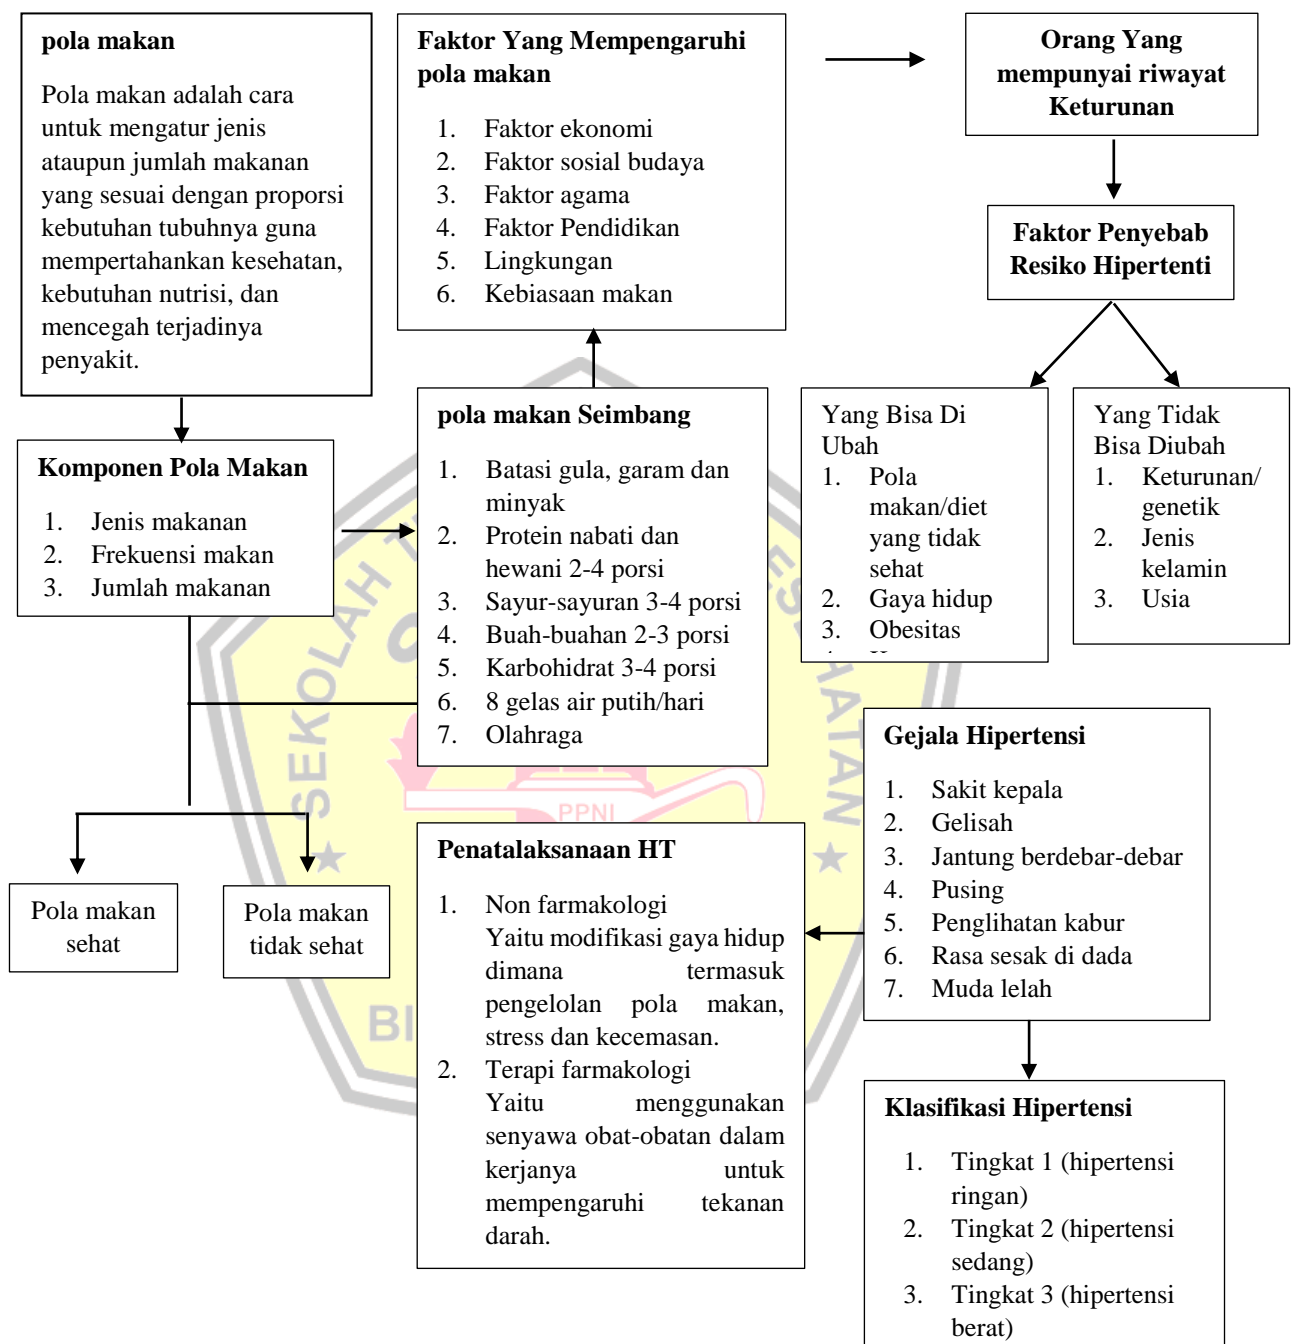 pola makan
Pola makan adalah cara
untuk mengatur jenis
ataupun jumlah makanan
yang sesuai dengan proporsi
kebutuhan tubuhnya guna
mempertahankan kesehatan,
kebutuhan nutrisi, dan
mencegah terjadinya
penyakit.
Faktor Yang Mempengaruhi
pola makan
1. Faktor ekonomi
2. Faktor sosial budaya
3. Faktor agama
4. Faktor Pendidikan
5. Lingkungan
6. Kebiasaan makan
Orang Yang
mempunyai riwayat
Keturunan
Faktor Penyebab
Resiko Hipertenti
Komponen Pola Makan
1. Jenis makanan
2. Frekuensi makan
3. Jumlah makanan
pola makan Seimbang
1. Batasi gula, garam dan
minyak
2. Protein nabati dan
hewani 2-4 porsi
3. Sayur-sayuran 3-4 porsi
4. Buah-buahan 2-3 porsi
5. Karbohidrat 3-4 porsi
6. 8 gelas air putih/hari
7. Olahraga
Yang Bisa Di
Ubah
1. Pola
makan/diet
yang tidak
sehat
2. Gaya hidup
3. Obesitas
Yang Tidak
Bisa Diubah
1. Keturunan/
genetik
2. Jenis
kelamin
3. Usia
Gejala Hipertensi
1. Sakit kepala
2. Gelisah
3. Jantung berdebar-debar
4. Pusing
5. Penglihatan kabur
6. Rasa sesak di dada
7. Muda lelah
Pola makan
sehat
Pola makan
tidak sehat
Penatalaksanaan HT
1. Non farmakologi
Yaitu modifikasi gaya hidup
dimana termasuk
pengelolan pola makan,
stress dan kecemasan.
2. Terapi farmakologi
Yaitu menggunakan
senyawa obat-obatan dalam
kerjanya untuk
mempengaruhi tekanan
darah.
Klasifikasi Hipertensi
1. Tingkat 1 (hipertensi
ringan)
2. Tingkat 2 (hipertensi
sedang)
3. Tingkat 3 (hipertensi
berat)
SEKOLAH
PPNI